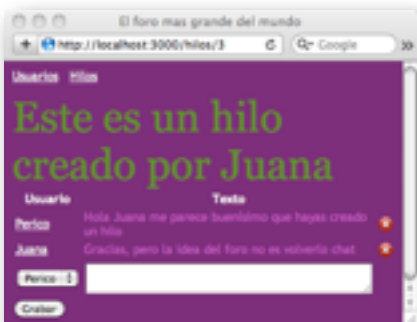 El foro mas grande del mundo
http://localhost:3000/hilos/3
Google
Usuarios Hilos
Este es un hilo
creado por Juana
Usuario Texto
Perico Hola Juana me parece buenísimo que hayas creado
un hilo
Juana Gracias, pero la idea del foro no es volverlo chat
Perico
Grabar